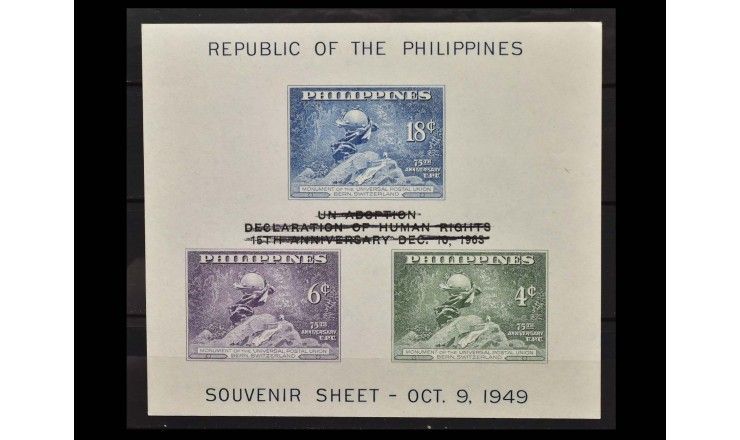 REPUBLIC OF THE PHILIPPINES
PHILIPPINES
18¢
75TH
ANNIVERSARY
U.P.U.
MONUMENT OF THE UNIVERSAL POSTAL UNION
BERN, SWITZERLAND
UN ADOPTION
DECLARATION OF HUMAN RIGHTS
15TH ANNIVERSARY DEC. 10, 1963
PHILIPPINES
6¢
75TH
ANNIVERSARY
U.P.U.
MONUMENT OF THE UNIVERSAL POSTAL UNION
BERN, SWITZERLAND
PHILIPPINES
4¢
75TH
ANNIVERSARY
U.P.U.
MONUMENT OF THE UNIVERSAL POSTAL UNION
BERN, SWITZERLAND
SOUVENIR SHEET - OCT. 9, 1949